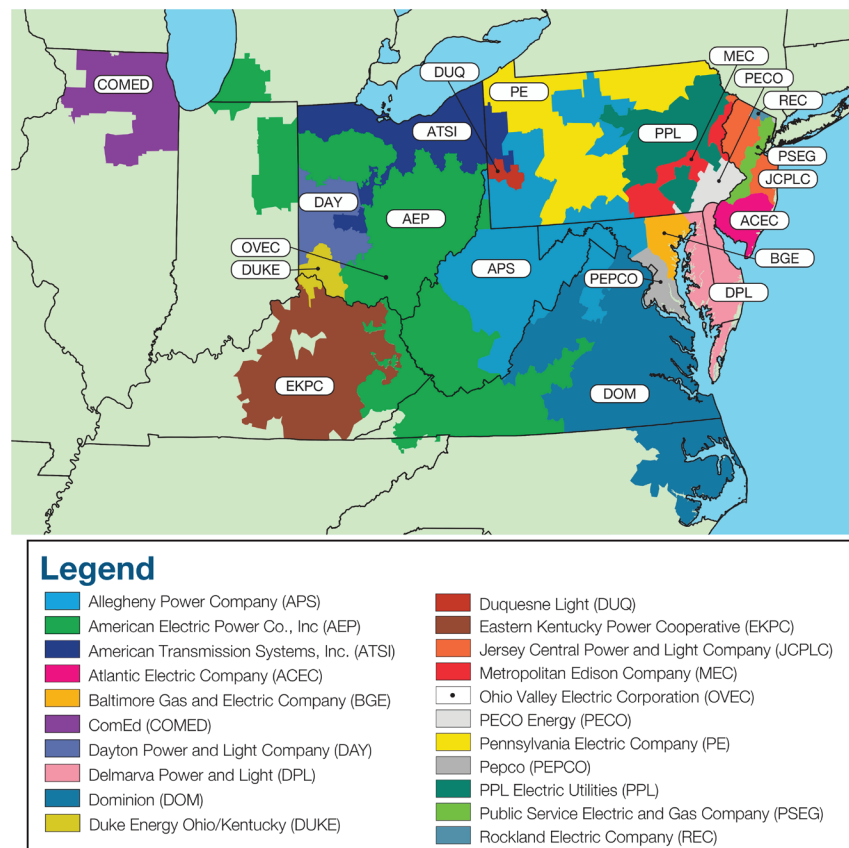 MEC
DUQ
PECO
COMED
PE
REC
ATSI
PPL
PSEG
JCPLC
DAY
AEP
ACEC
OVEC
BGE
DUKE
APS
PEPCO
DPL
EKPC
DOM
Legend
Allegheny Power Company (APS)
American Electric Power Co., Inc (AEP)
American Transmission Systems, Inc. (ATSI)
Atlantic Electric Company (ACEC)
Baltimore Gas and Electric Company (BGE)
ComEd (COMED)
Dayton Power and Light Company (DAY)
Delmarva Power and Light (DPL)
Dominion (DOM)
Duke Energy Ohio/Kentucky (DUKE)
Duquesne Light (DUQ)
Eastern Kentucky Power Cooperative (EKPC)
Jersey Central Power and Light Company (JCPLC)
Metropolitan Edison Company (MEC)
Ohio Valley Electric Corporation (OVEC)
PECO Energy (PECO)
Pennsylvania Electric Company (PE)
Pepco (PEPCO)
PPL Electric Utilities (PPL)
Public Service Electric and Gas Company (PSEG)
Rockland Electric Company (REC)